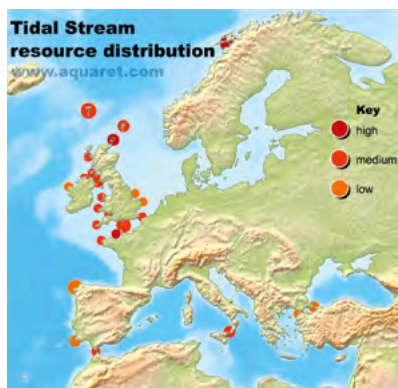 Tidal Stream
resource distribution
www.aquaret.com
Key
high
medium
low